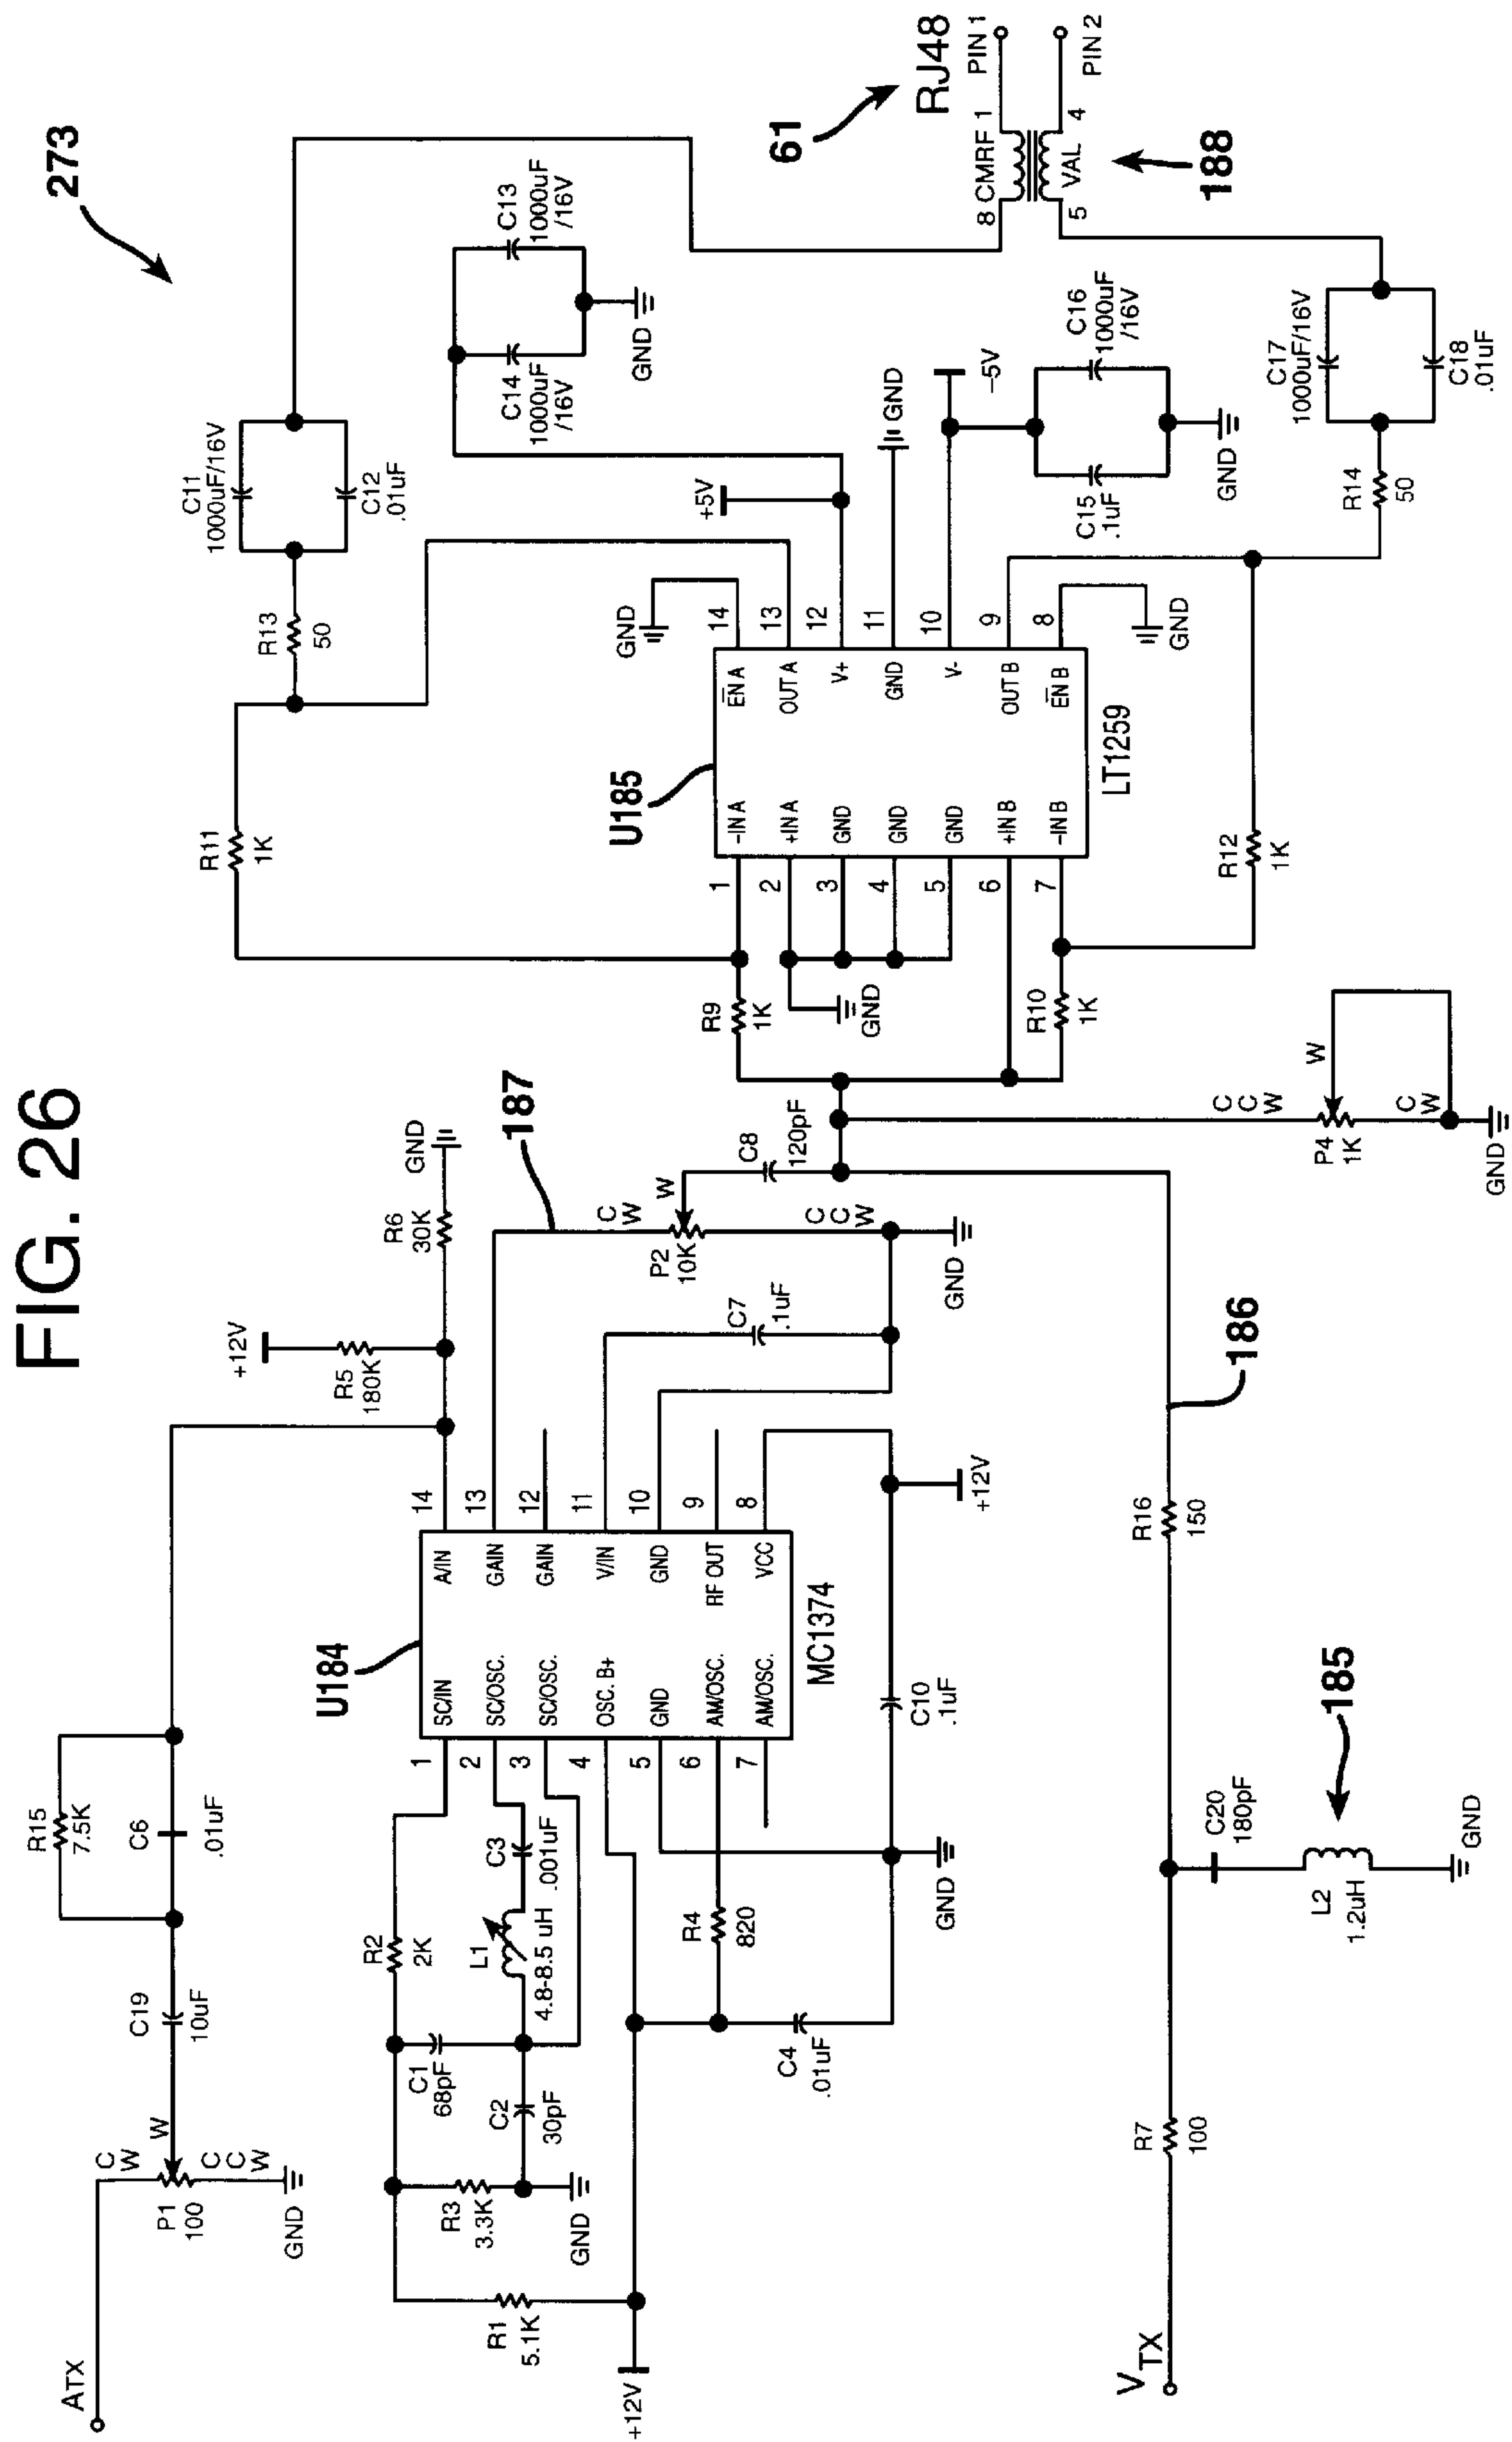 FIG. 26
273
ATX
P1
100
C
W
W
C
C
W
GND
C19
10uF
R15
7.5K
C6
.01uF
+12V
R5
180K
R6
30K
GND
R1
5.1K
+12V
R3
3.3K
GND
C1
68pF
C2
30pF
R2
2K
L1
4.8-8.5 uH
C3
.001uF
R4
820
C4
.01uF
GND
C10
.1uF
+12V
U184
MC1374
1
2
3
4
5
6
7
SC/IN
SC/OSC.
SC/OSC.
OSC. B+
GND
AM/OSC.
AM/OSC.
A/IN
GAIN
GAIN
V/IN
GND
RF OUT
VCC
14
13
12
11
10
9
8
187
C7
.1uF
P2
10K
C
W
W
C
C
W
GND
C8
120pF
VTX
R7
100
C20
180pF
L2
1.2uH
GND
185
R16
150
186
P4
1K
C
C
W
W
C
W
GND
R9
1K
R10
1K
GND
R11
1K
R12
1K
U185
LT1259
1
2
3
4
5
6
7
-IN A
+IN A
GND
GND
GND
+IN B
-IN B
EN A
OUT A
V+
GND
V-
OUT B
EN B
14
13
12
11
10
9
8
GND
GND
R13
50
C11
1000uF/16V
C12
.01uF
+5V
C14
1000uF
/16V
C13
1000uF
/16V
GND
GND
-5V
C15
.1uF
C16
1000uF
/16V
GND
R14
50
C17
1000uF/16V
C18
.01uF
8 CMRF 1
5 VAL 4
188
61
RJ48
PIN 1
PIN 2